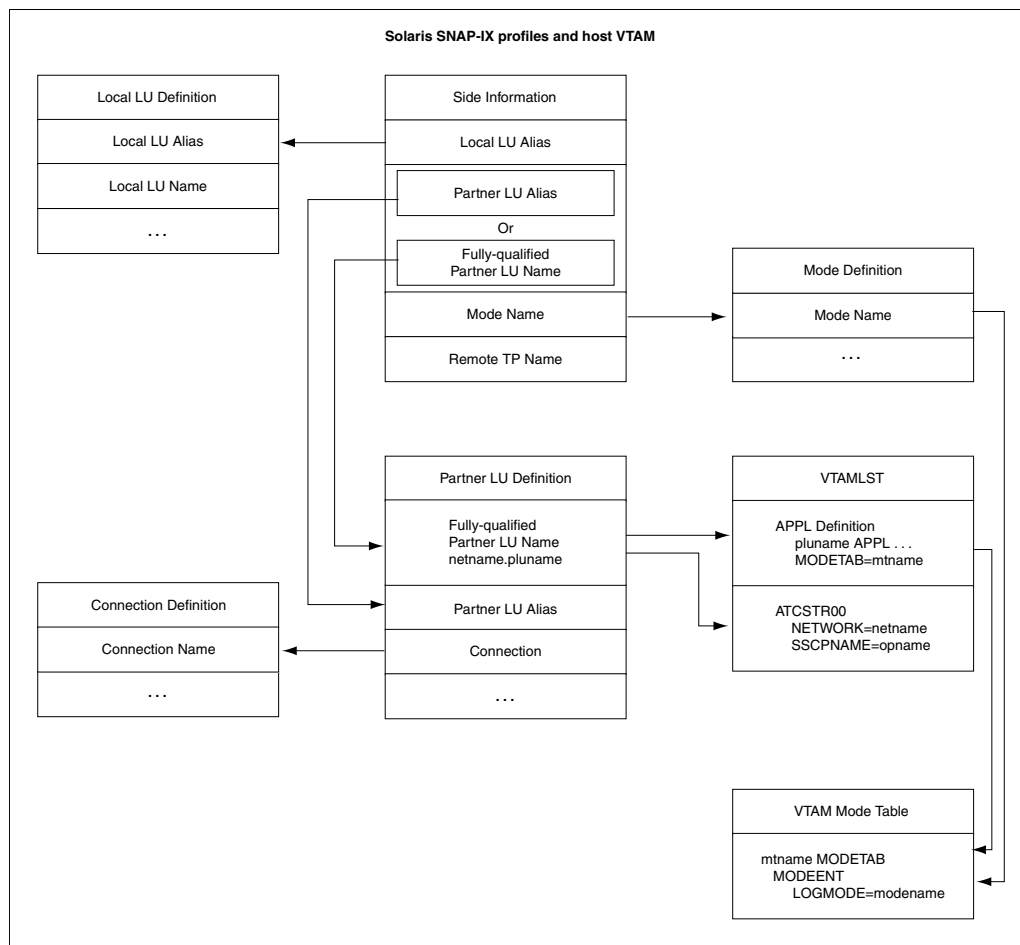 Solaris SNAP-IX profiles and host VTAM
Local LU Definition
Local LU Alias
Local LU Name
...
Side Information
Local LU Alias
Partner LU Alias
Or
Fully-qualified
Partner LU Name
Mode Name
Remote TP Name
Mode Definition
Mode Name
...
Partner LU Definition
Fully-qualified
Partner LU Name
netname.pluname
Partner LU Alias
Connection
...
VTAMLST
APPL Definition
pluname APPL . . .
MODETAB=mtname
ATCSTR00
NETWORK=netname
SSCPNAME=opname
Connection Definition
Connection Name
...
VTAM Mode Table
mtname MODETAB
MODEENT
LOGMODE=modename